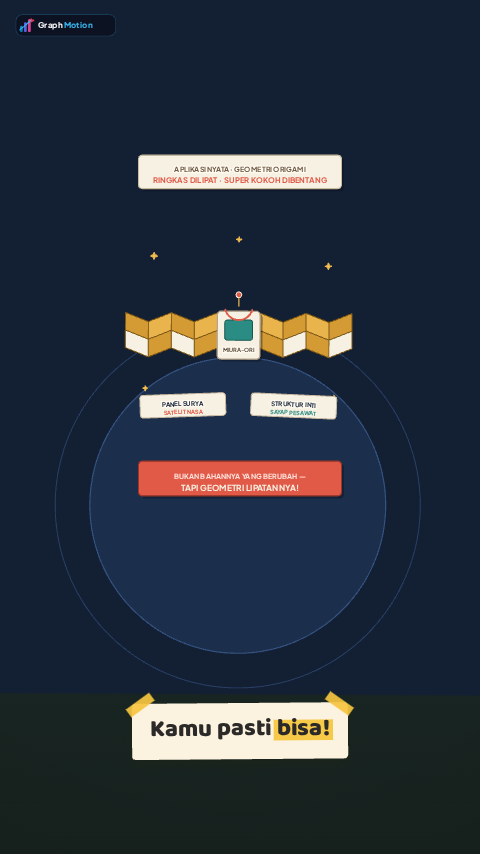 GraphMotion
APLIKASI NYATA · GEOMETRI ORIGAMI
RINGKAS DILIPAT · SUPER KOKOH DIBENTANG
MIURA-ORI
PANEL SURYA
SATELIT NASA
STRUKTUR INTI
SAYAP PESAWAT
BUKAN BAHANNYA YANG BERUBAH —
TAPI GEOMETRI LIPATANNYA!
Kamu pasti bisa!